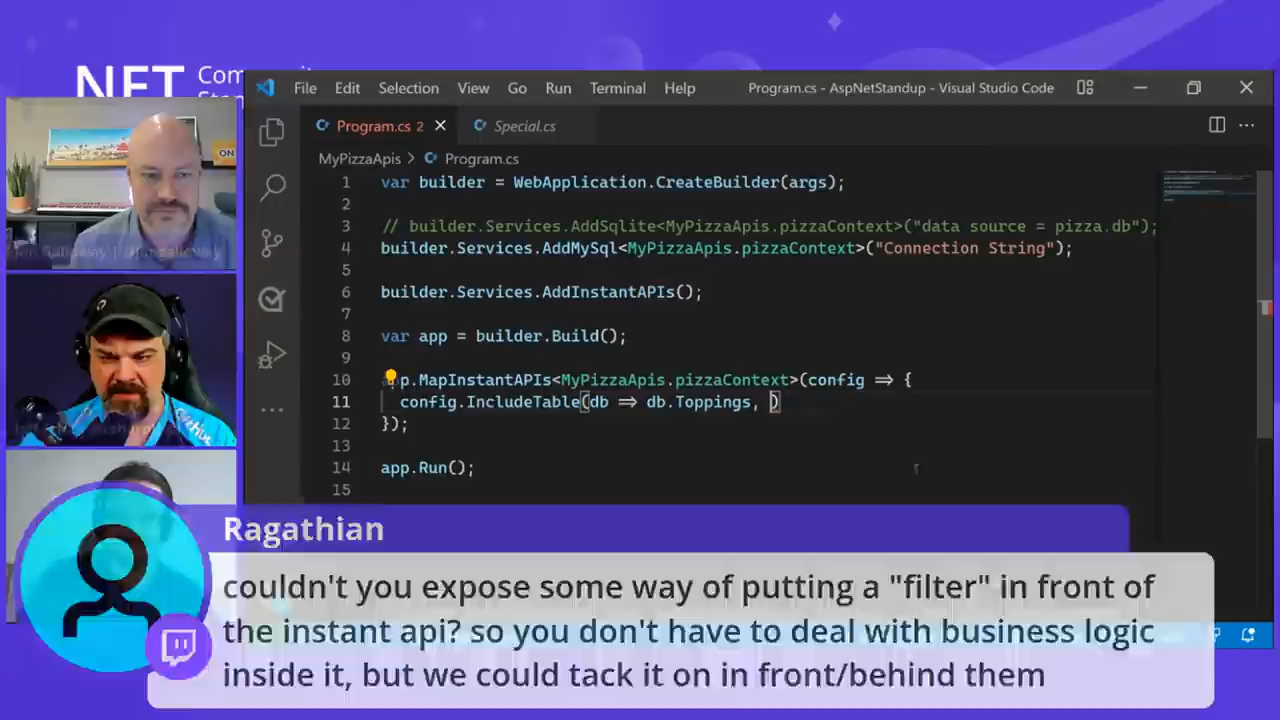 NET
File Edit Selection View Go Run Terminal Help Program.cs - AspNetStandup - Visual Studio Code
ON
Program.cs 2 Special.cs
MyPizzaApis > Program.cs
1 var builder = WebApplication.CreateBuilder(args);
2
3 // builder.Services.AddSqlite<MyPizzaApis.pizzaContext>("data source = pizza.db");
4 builder.Services.AddMySql<MyPizzaApis.pizzaContext>("Connection String");
5
6 builder.Services.AddInstantAPIs();
7
8 var app = builder.Build();
9
10 p.MapInstantAPIs<MyPizzaApis.pizzaContext>(config => {
11 config.IncludeTable(db => db.Toppings, )
12 });
13
14 app.Run();
15
Ragathian
couldn't you expose some way of putting a "filter" in front of
the instant api? so you don't have to deal with business logic
inside it, but we could tack it on in front/behind them